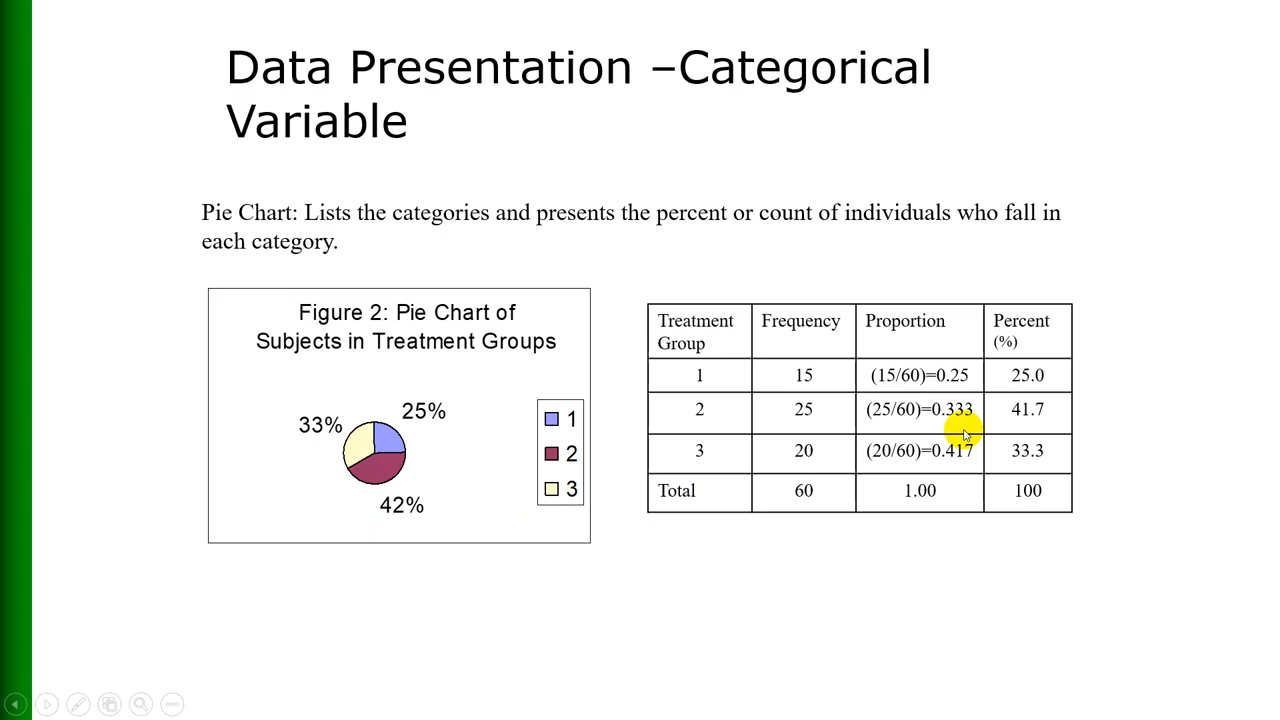 Data Presentation –Categorical
Variable
Pie Chart: Lists the categories and presents the percent or count of individuals who fall in
each category.
Figure 2: Pie Chart of
Subjects in Treatment Groups
33%
25%
42%
1
2
3
Treatment Group Frequency Proportion Percent (%)
1 15 (15/60)=0.25 25.0
2 25 (25/60)=0.333 41.7
3 20 (20/60)=0.417 33.3
Total 60 1.00 100